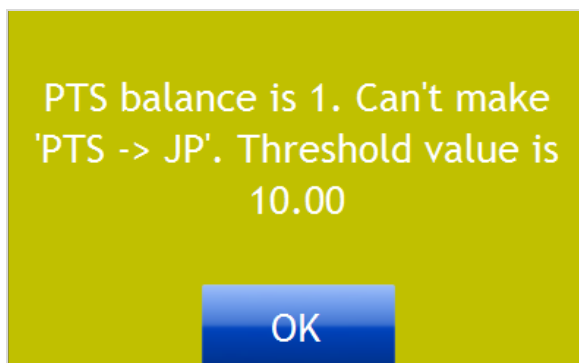 PTS balance is 1. Can't make
'PTS -> JP'. Threshold value is
10.00
OK